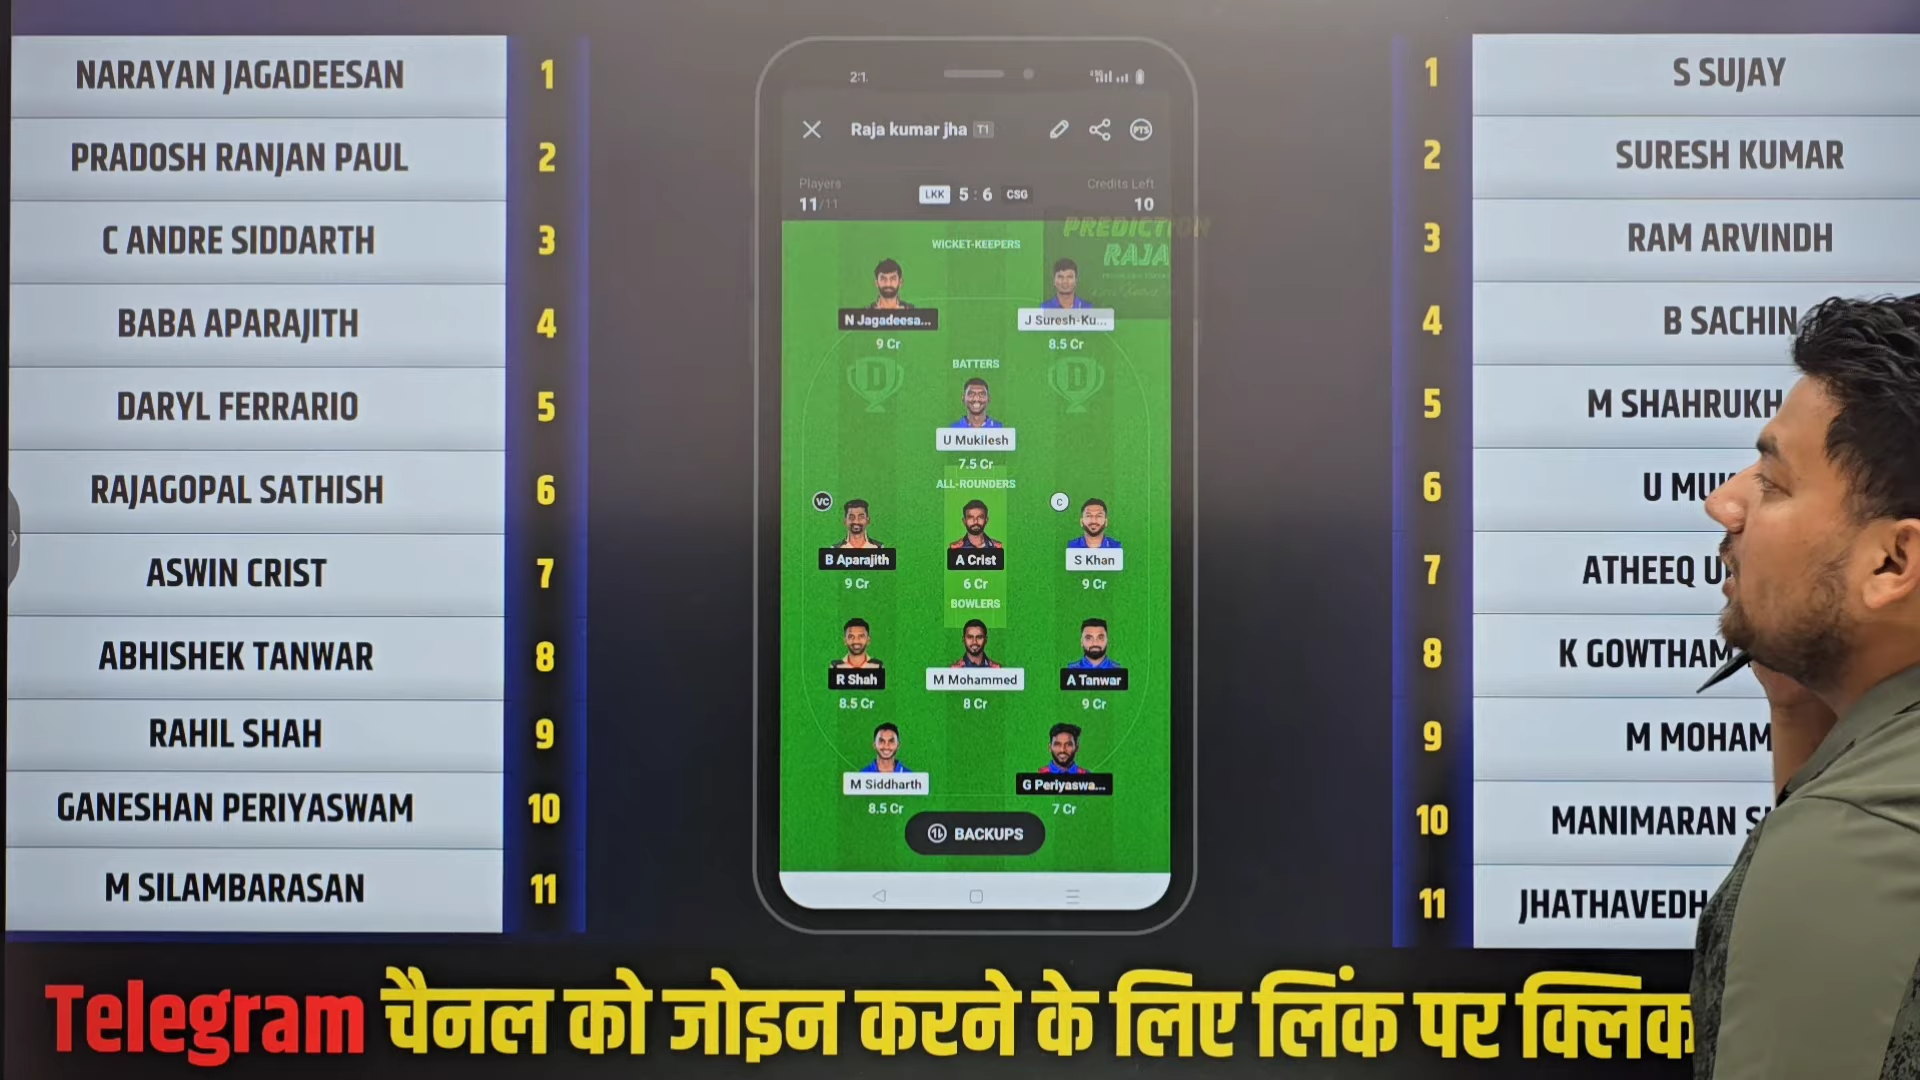 NARAYAN JAGADEESAN 1
PRADOSH RANJAN PAUL 2
C ANDRE SIDDARTH 3
BABA APARAJITH 4
DARYL FERRARIO 5
RAJAGOPAL SATHISH 6
ASWIN CRIST 7
ABHISHEK TANWAR 8
RAHIL SHAH 9
GANESHAN PERIYASWAM 10
M SILAMBARASAN 11
Raja kumar jha T1
PTS
Players
11/11
LKK 5 : 6 CSG
Credits Left
10
PREDICTION
RAJA
WICKET-KEEPERS
N Jagadeesa... J Suresh-Ku...
9 Cr 8.5 Cr
BATTERS
U Mukilesh
7.5 Cr
ALL-ROUNDERS
VC C
B Aparajith A Crist S Khan
9 Cr 6 Cr 9 Cr
BOWLERS
R Shah M Mohammed A Tanwar
8.5 Cr 8 Cr 9 Cr
M Siddharth G Periyaswa...
8.5 Cr 7 Cr
BACKUPS
1 S SUJAY
2 SURESH KUMAR
3 RAM ARVINDH
4 B SACHIN
5 M SHAHRUKH
6 U MU
7 ATHEEQ U
8 K GOWTHAM
9 M MOHAM
10 MANIMARAN S
11 JHATHAVEDH
Telegram चैनल को जोइन करने के लिए लिंक पर क्लिक